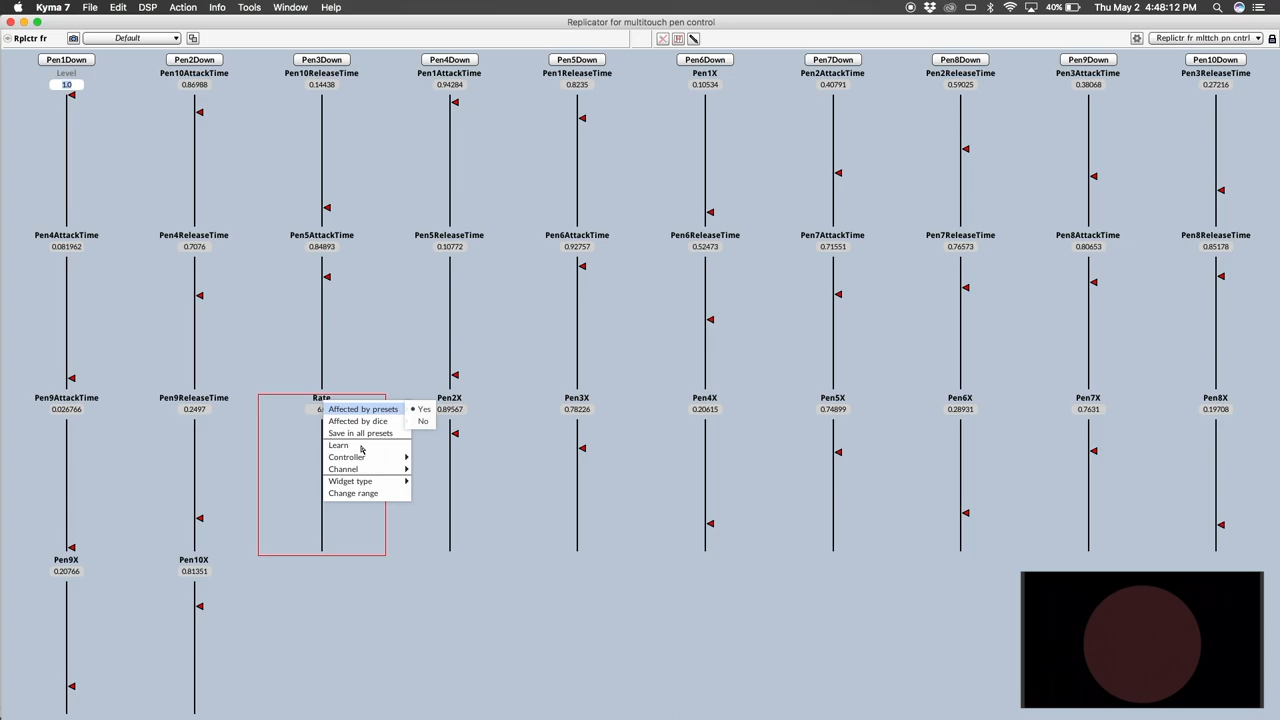 Kyma 7 File Edit DSP Action Info Tools Window Help 40% Thu May 2 4:48:12 PM
Replicator for multitouch pen control
Rplctr fr Default Replictr fr mlttch pn cntrl
Pen1Down Pen2Down Pen3Down Pen4Down Pen5Down Pen6Down Pen7Down Pen8Down Pen9Down Pen10Down
Level Pen10AttackTime Pen10ReleaseTime Pen1AttackTime Pen1ReleaseTime Pen1X Pen2AttackTime Pen2ReleaseTime Pen3AttackTime Pen3ReleaseTime
1.0 0.86988 0.14438 0.94284 0.8235 0.10534 0.40791 0.59025 0.38068 0.27216
Pen4AttackTime Pen4ReleaseTime Pen5AttackTime Pen5ReleaseTime Pen6AttackTime Pen6ReleaseTime Pen7AttackTime Pen7ReleaseTime Pen8AttackTime Pen8ReleaseTime
0.081962 0.7076 0.84893 0.10772 0.92757 0.52473 0.71551 0.76573 0.80653 0.85178
Pen9AttackTime Pen9ReleaseTime Rate Pen2X Pen3X Pen4X Pen5X Pen6X Pen7X Pen8X
0.026766 0.2497 0.89567 0.78226 0.20615 0.74899 0.28931 0.7631 0.19708
Affected by presets Yes
Affected by dice No
Save in all presets
Learn
Controller
Channel
Widget type
Change range
Pen9X Pen10X
0.20766 0.81351